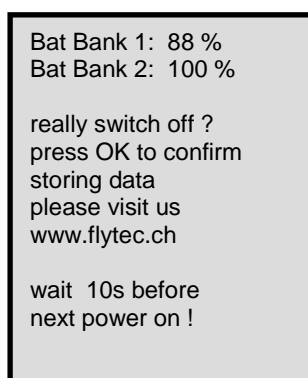 Bat Bank 1: 88 %
Bat Bank 2: 100 %
really switch off ?
press OK to confirm
storing data
please visit us
www.flytec.ch
wait 10s before
next power on !